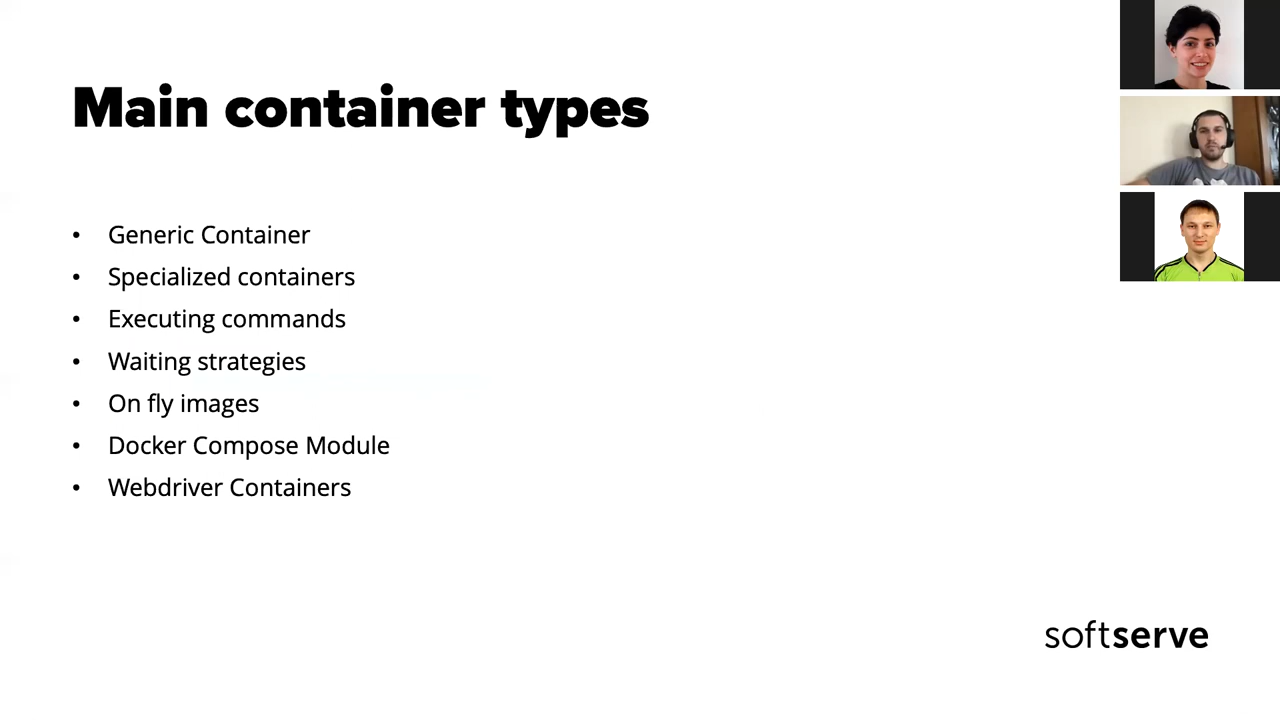 Main container types
• Generic Container
• Specialized containers
• Executing commands
• Waiting strategies
• On fly images
• Docker Compose Module
• Webdriver Containers
softserve